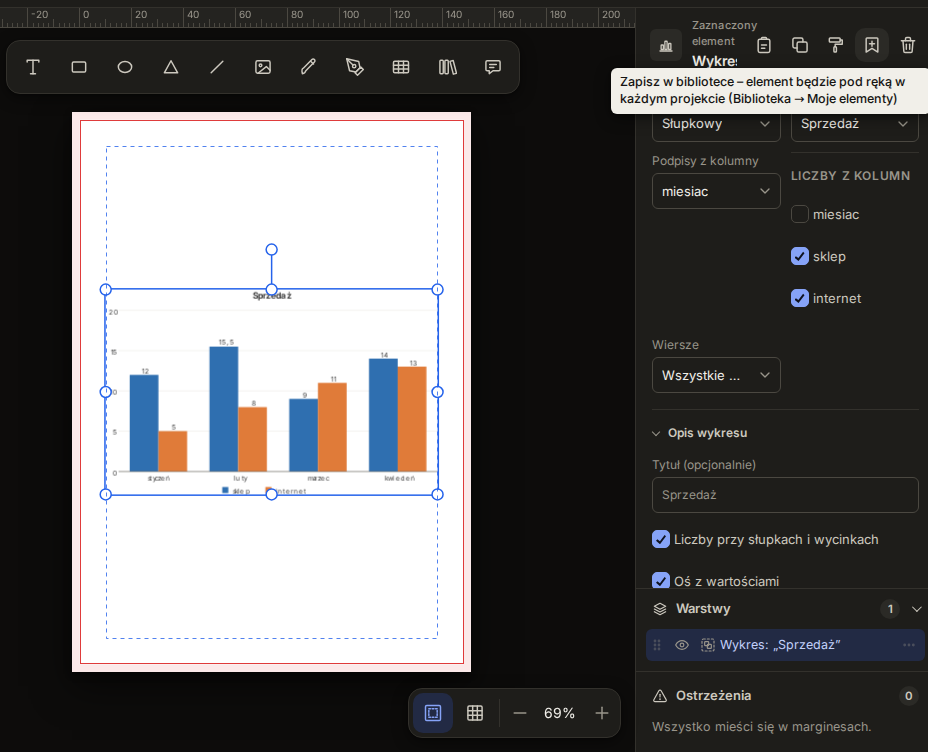 -20 0 20 40 60 80 100 120 140 160 180 200
Zaznaczony
element
Zapisz w bibliotece – element będzie pod ręką w
każdym projekcie (Biblioteka → Moje elementy)
Słupkowy
Sprzedaż
Podpisy z kolumny
miesiac
LICZBY Z KOLUMN
miesiac
sklep
internet
Wiersze
Wszystkie ...
Opis wykresu
Tytuł (opcjonalnie)
Sprzedaż
Liczby przy słupkach i wycinkach
Oś z wartościami
Warstwy 1
Wykres: „Sprzedaż”
Ostrzeżenia 0
Wszystko mieści się w marginesach.
Sprzedaż
20
15
5
0
12 5 15,5 8 9 11 14 13
styczeń luty marzec kwiecień
sklep
69%